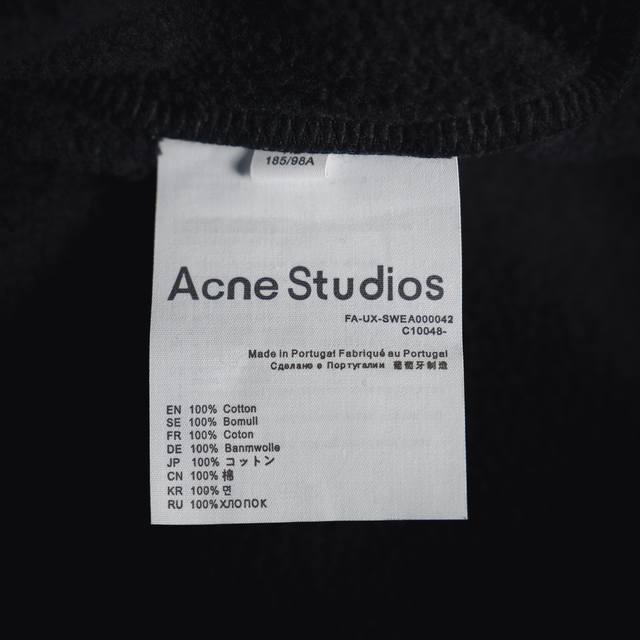 185/98A
Acne Studios
FA-UX-SWEA000042
C10048-
Made in Portugat Fabriqué au Portugal
Сделано в Португалии 葡萄牙制造
EN 100% Cotton
SE 100% Bomull
FR 100% Coton
DE 100% Banmwolle
JP 100% コットン
CN 100% 棉
KR 100% 면
RU 100%ХЛОПОК